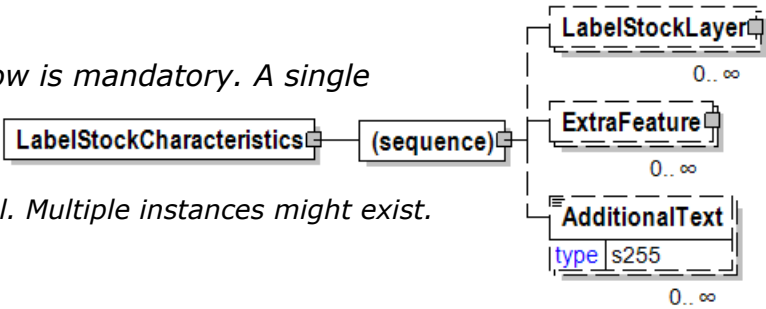 LabelStockLayer
0.. ∞
ow is mandatory. A single
LabelStockCharacteristics
(sequence)
ExtraFeature
0.. ∞
l. Multiple instances might exist.
AdditionalText
type s255
0.. ∞